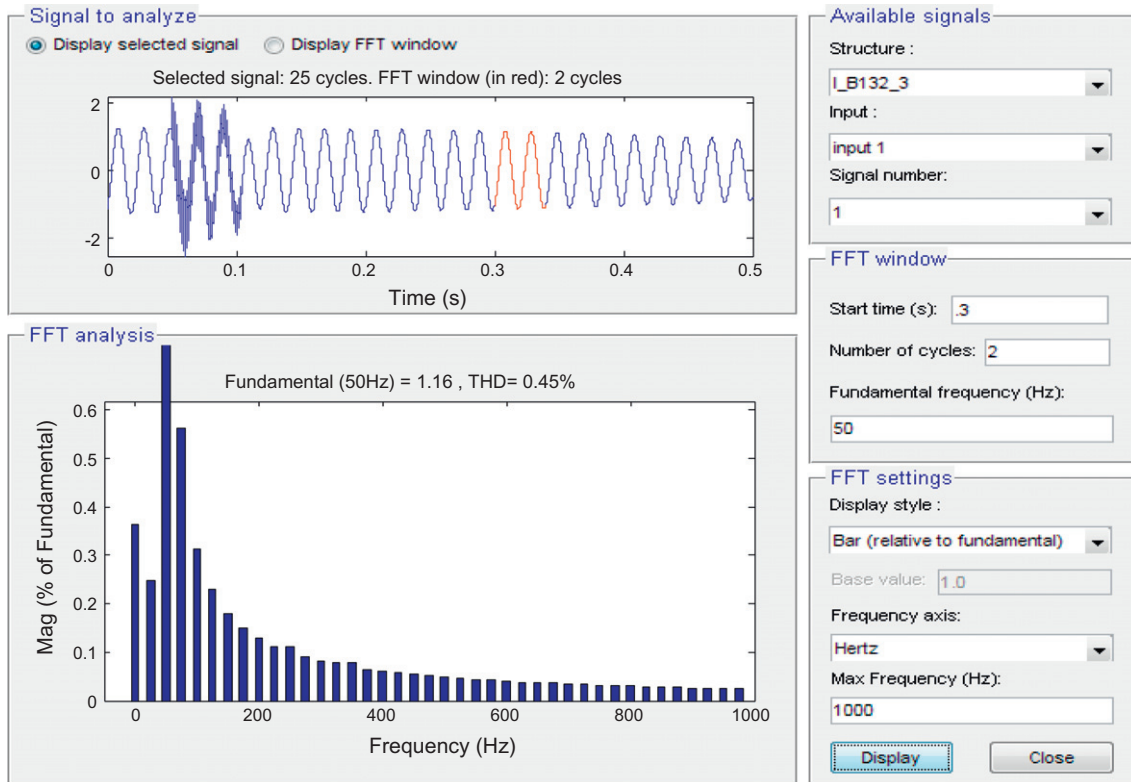 Signal to analyze
Display selected signal
Display FFT window
Selected signal: 25 cycles. FFT window (in red): 2 cycles
2
0
-2
0
0.1
0.2
0.3
0.4
0.5
Time (s)
FFT analysis
Fundamental (50Hz) = 1.16 , THD= 0.45%
0.6
0.5
0.4
0.3
0.2
0.1
0
Mag (% of Fundamental)
0
200
400
600
800
1000
Frequency (Hz)
Available signals
Structure :
I_B132_3
Input :
input 1
Signal number:
1
FFT window
Start time (s): .3
Number of cycles: 2
Fundamental frequency (Hz):
50
FFT settings
Display style :
Bar (relative to fundamental)
Base value: 1.0
Frequency axis:
Hertz
Max Frequency (Hz):
1000
Display
Close